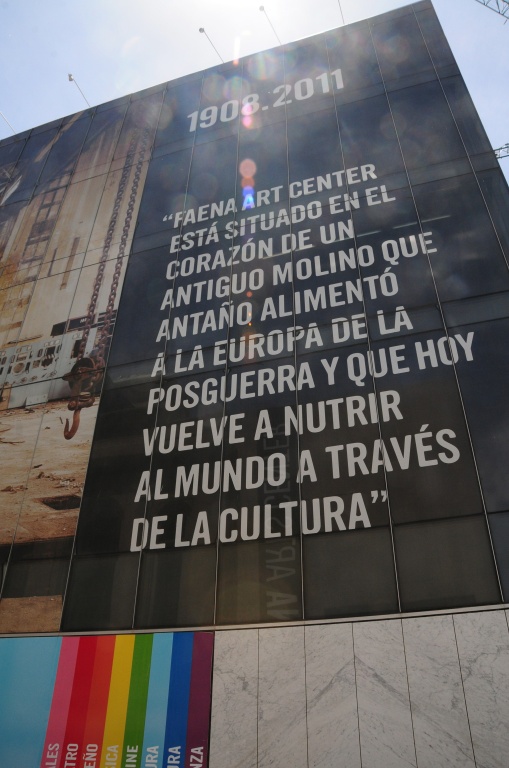 1908.2011
“FAENA ART CENTER
ESTÁ SITUADO EN EL
CORAZÓN DE UN
ANTIGUO MOLINO QUE
ANTAÑO ALIMENTÓ
A LA EUROPA DE LA
POSGUERRA Y QUE HOY
VUELVE A NUTRIR
AL MUNDO A TRAVÉS
DE LA CULTURA”